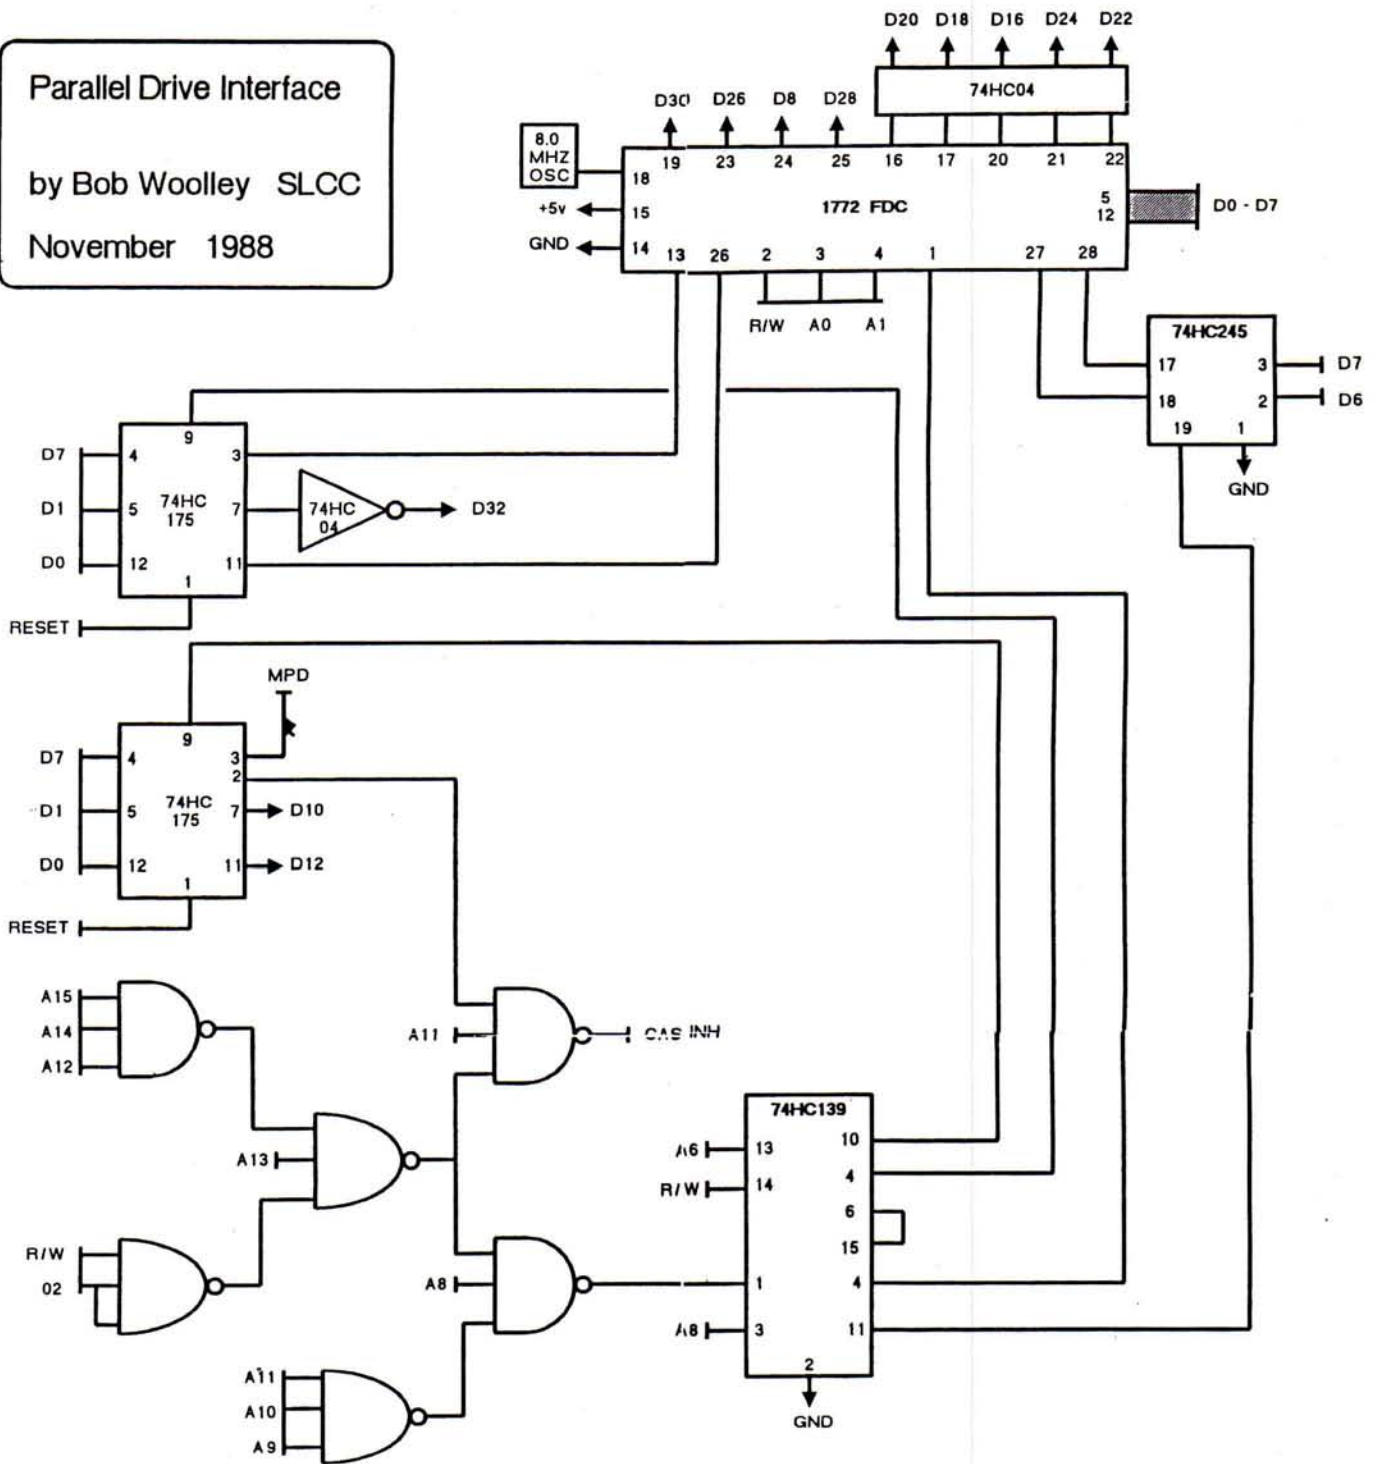 Parallel Drive Interface
by Bob Woolley SLCC
November 1988
D20 D18 D16 D24 D22
74HC04
D30 D26 D8 D28
8.0
MHZ
OSC
19 23 24 25 16 17 20 21 22
18
+5v 15
GND 14
1772 FDC
5
12
D0 - D7
13 26 2 3 4 1 27 28
R/W A0 A1
74HC245
17 3 D7
18 2 D6
19 1
GND
9
D7 4 3
D1 5 74HC
175 7
74HC
04
D32
D0 12 11
1
RESET
MPD
9
D7 4 3
2
D1 5 74HC
175 7 D10
D0 12 11 D12
1
RESET
A15
A14
A12
A11 CAS INH
A13
R/W
02
A8
A11
A10
A9
74HC139
A6 13 10
R/W 14 4
6
15
1 4
A8 3 11
2
GND